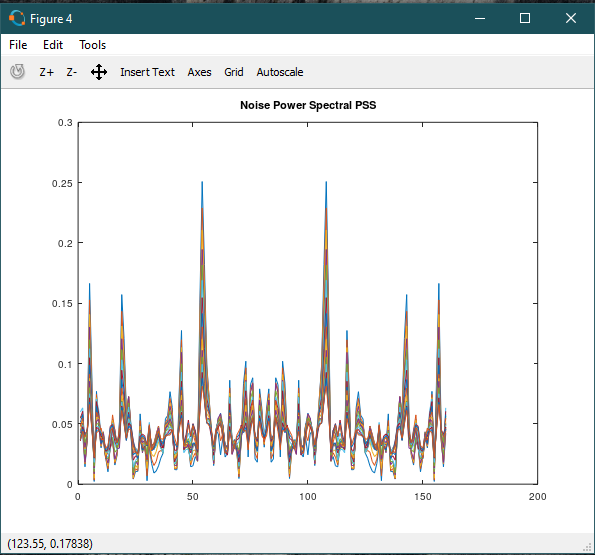 Figure 4
File Edit Tools
Z+ Z- Insert Text Axes Grid Autoscale
Noise Power Spectral PSS
0.3
0.25
0.2
0.15
0.1
0.05
0
0 50 100 150 200
(123.55, 0.17838)